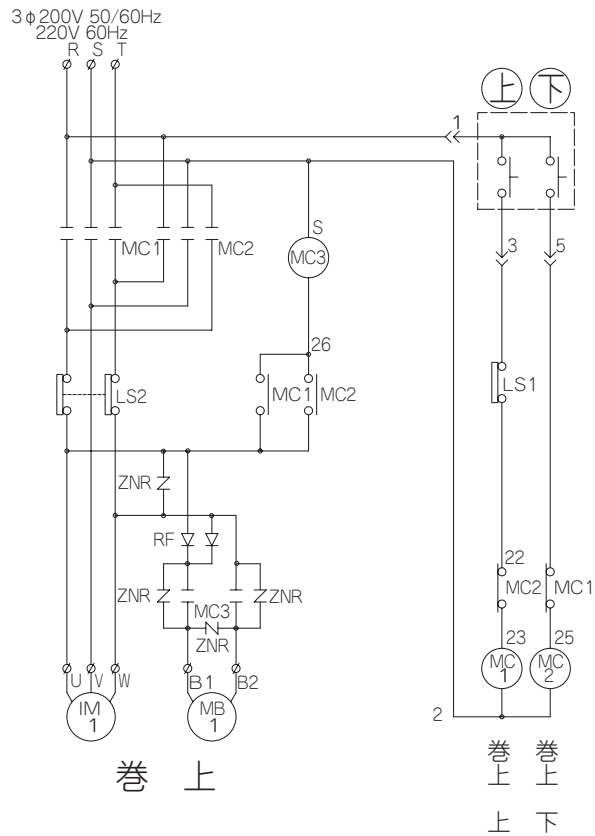 3φ200V 50/60Hz
220V 60Hz
R S T
上 下
1
S
MC1 MC2 MC3
3 5
26
LS2 MC1 MC2 LS1
ZNR
RF
22
ZNR MC3 ZNR MC2 MC1
ZNR
23 25
U V W B1 B2
MC
1
MC
2
IM
1
MB
1
2
巻上
巻
上
上
巻
上
下